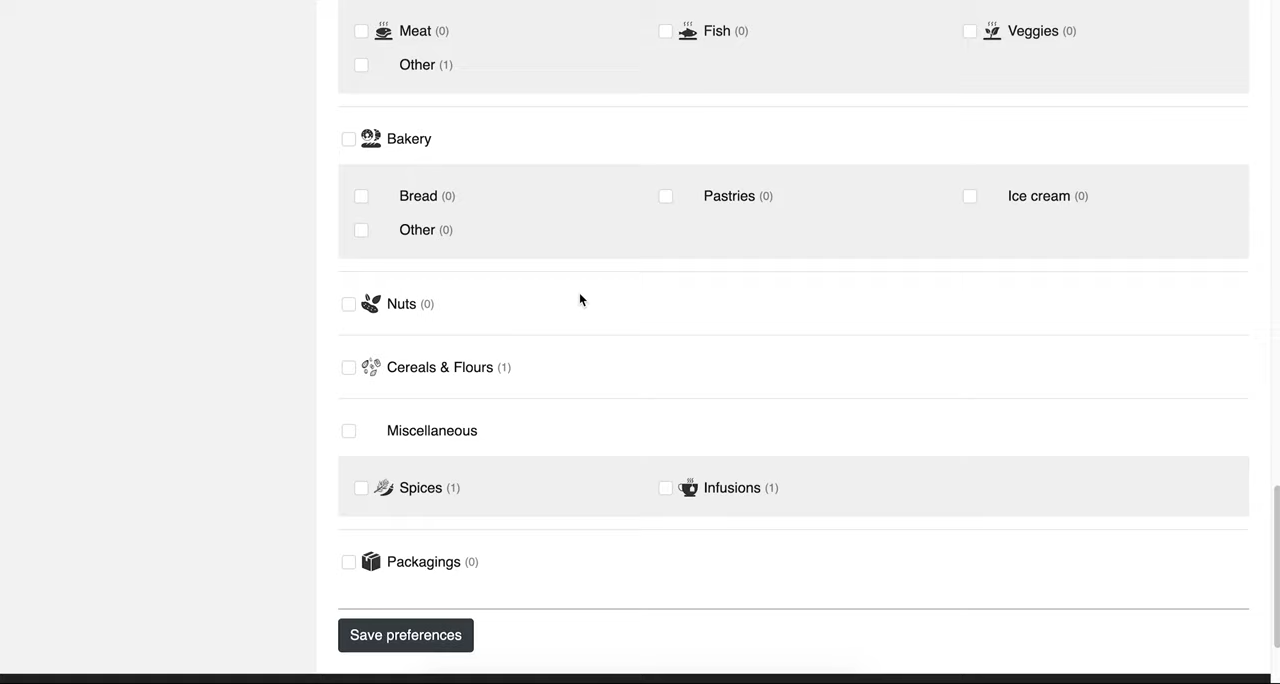 Meat (0) Fish (0) Veggies (0)
Other (1)
Bakery
Bread (0) Pastries (0) Ice cream (0)
Other (0)
Nuts (0)
Cereals & Flours (1)
Miscellaneous
Spices (1) Infusions (1)
Packagings (0)
Save preferences